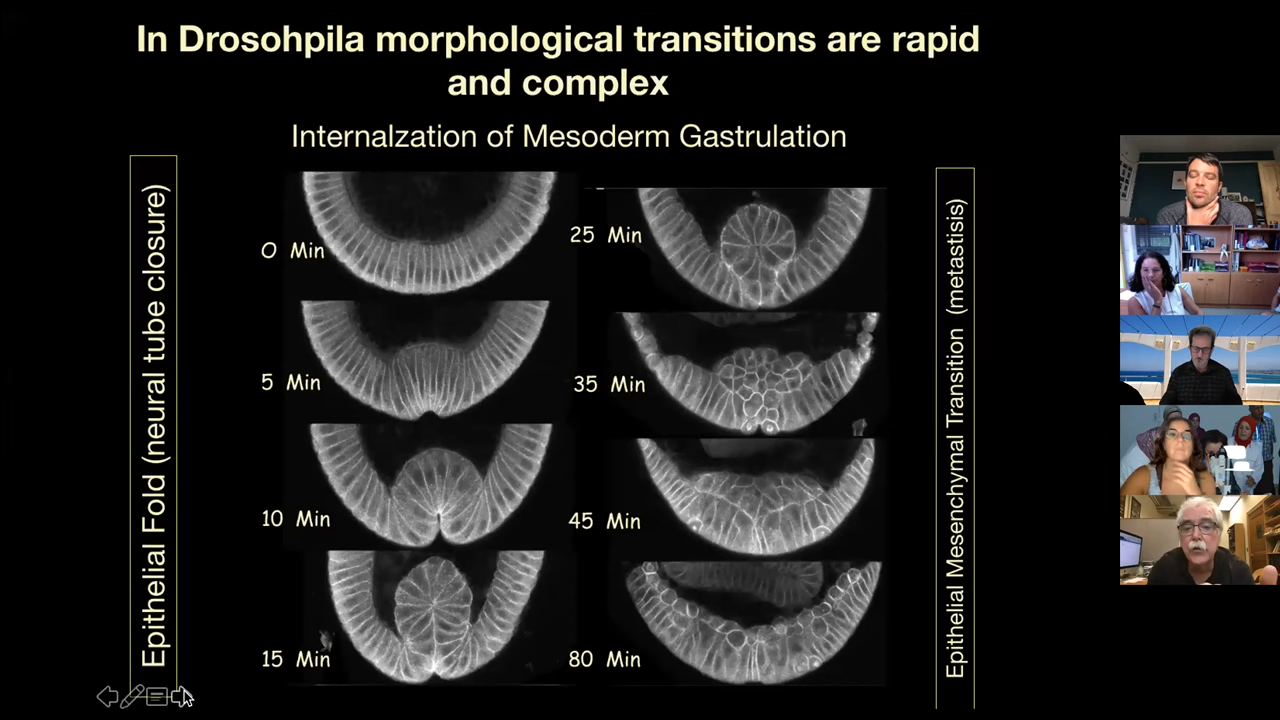 In Drosohpila morphological transitions are rapid
and complex
Internalzation of Mesoderm Gastrulation
Epithelial Fold (neural tube closure)
0 Min
5 Min
10 Min
15 Min
25 Min
35 Min
45 Min
80 Min
Epithelial Mesenchymal Transition (metastisis)